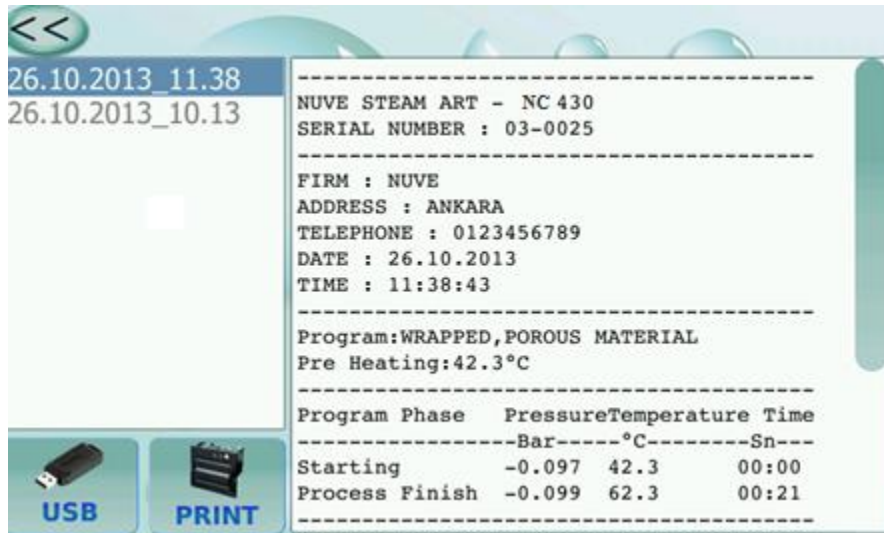 <<
26.10.2013_11.38
26.10.2013_10.13
----------------------------------------
NUVE STEAM ART - NC 430
SERIAL NUMBER : 03-0025
----------------------------------------
FIRM : NUVE
ADDRESS : ANKARA
TELEPHONE : 0123456789
DATE : 26.10.2013
TIME : 11:38:43
----------------------------------------
Program:WRAPPED,POROUS MATERIAL
Pre Heating:42.3°C
----------------------------------------
Program Phase PressureTemperature Time
-----------------Bar-----°C--------Sn---
Starting -0.097 42.3 00:00
Process Finish -0.099 62.3 00:21
----------------------------------------
USB
PRINT